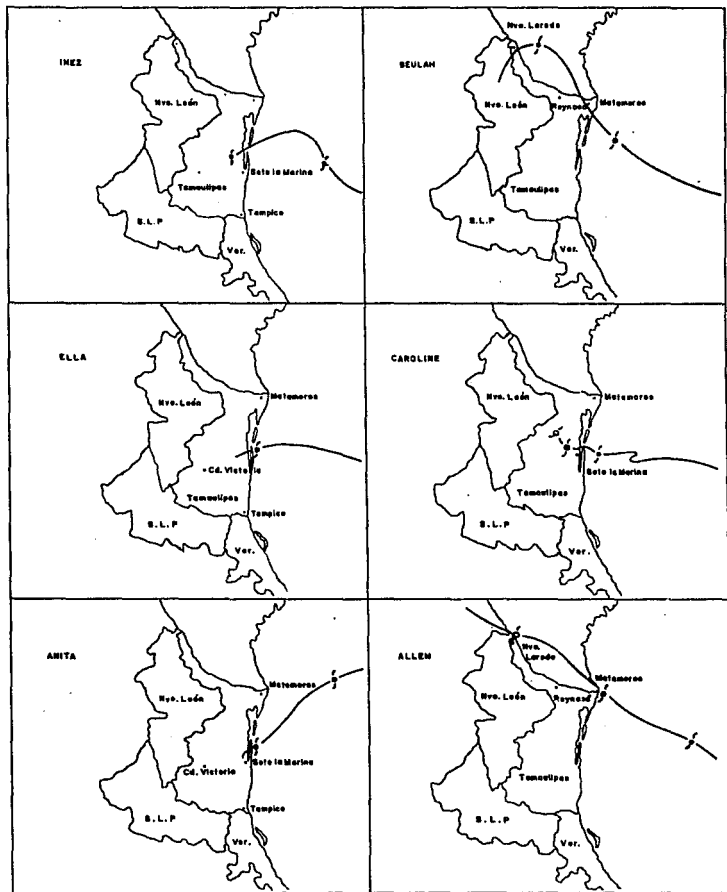 INEZ
Nvo. León
Soto la Marina
Tamaulipas
Tampico
S.L.P
Ver.
BEULAH
Nvo. Laredo
Nvo. León
Reynosa
Matamoros
Tamaulipas
S.L.P
Ver.
ELLA
Nvo. León
Matamoros
Cd. Victoria
Tamaulipas
Tampico
S.L.P
Ver.
CAROLINE
Nvo. León
Matamoros
Soto la Marina
Tamaulipas
S.L.P
Ver.
ANITA
Matamoros
Nvo. León
Soto la Marina
Cd. Victoria
Tampico
S.L.P
Ver.
ALLEN
Nvo.
Laredo
Matamoros
Nvo. León
Reynosa
Tamaulipas
S.L.P
Ver.